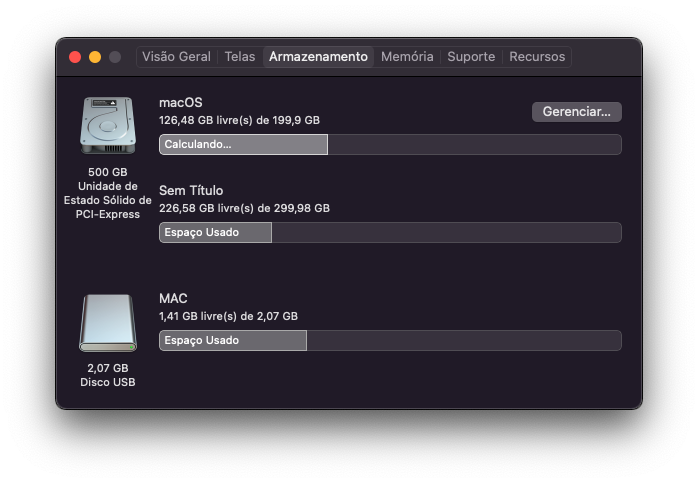 Visão Geral Telas Armazenamento Memória Suporte Recursos
macOS
126,48 GB livre(s) de 199,9 GB
Gerenciar...
Calculando...
500 GB
Unidade de
Estado Sólido de
PCI-Express
Sem Título
226,58 GB livre(s) de 299,98 GB
Espaço Usado
MAC
1,41 GB livre(s) de 2,07 GB
Espaço Usado
2,07 GB
Disco USB